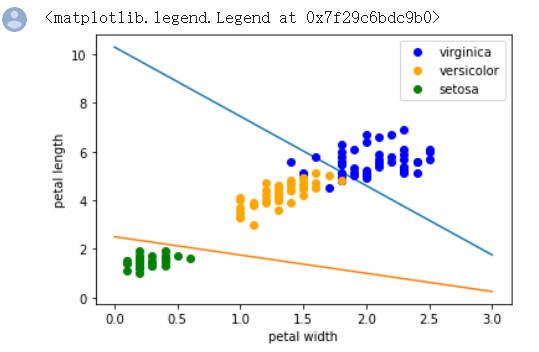 <matplotlib.legend.Legend at 0x7f29c6bdc9b0>
virginica
versicolor
setosa
10
8
6
4
2
0
petal length
0.0 0.5 1.0 1.5 2.0 2.5 3.0
petal width